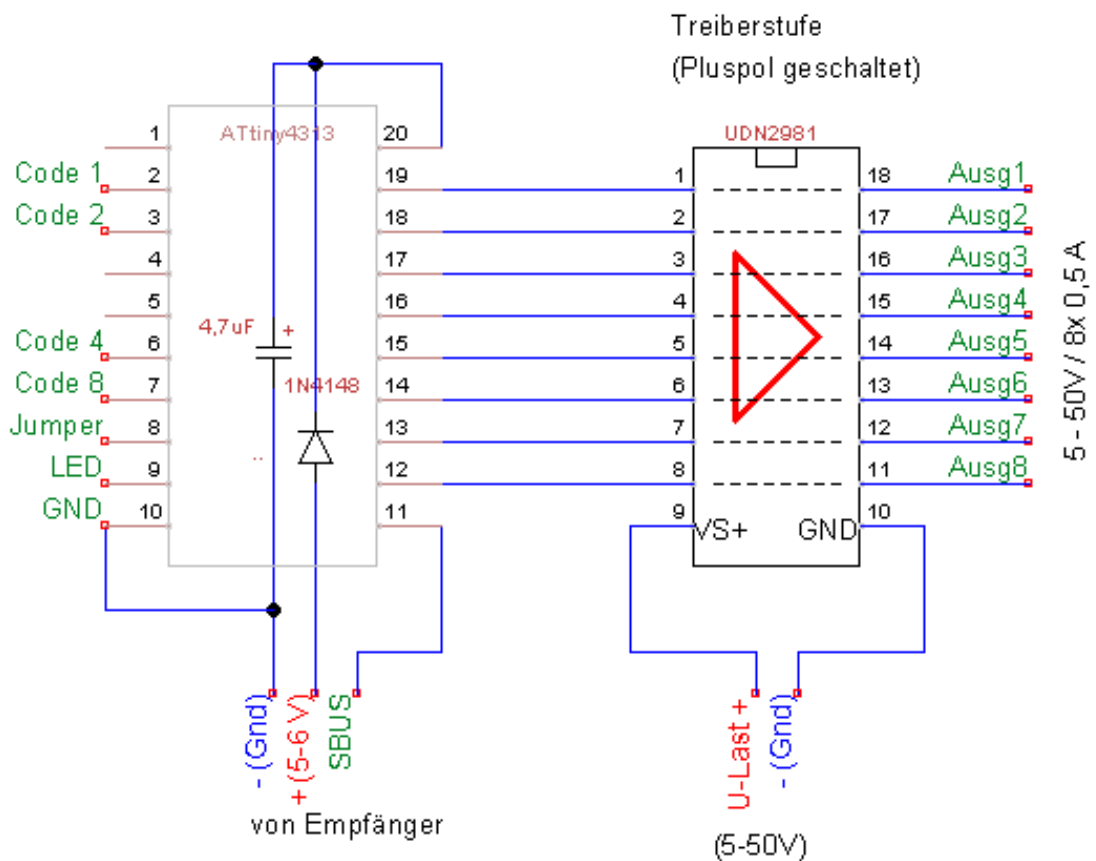 Treiberstufe
(Pluspol geschaltet)
ATtiny4313
UDN2981
1
20
Code 1
2
19
1
18
Ausg1
Code 2
3
18
2
17
Ausg2
4
17
3
16
Ausg3
5
16
4
15
Ausg4
4,7uF
+
Code 4
6
15
5
14
Ausg5
Code 8
7
1N4148
14
6
13
Ausg6
Jumper
8
13
7
12
Ausg7
LED
9
12
8
11
Ausg8
GND
10
11
9
10
VS+
GND
5 - 50V / 8x 0,5 A
- (Gnd)
+ (5-6 V)
SBUS
U-Last +
- (Gnd)
von Empfänger
(5-50V)